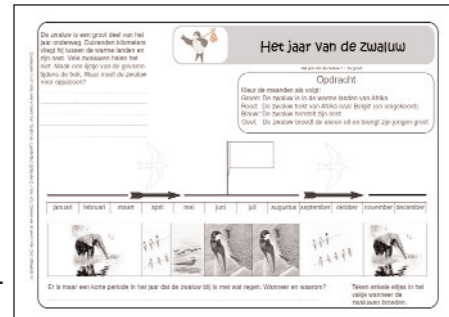 De zwaluw is een groot deel van het
jaar onderweg. Duizenden kilometers
vliegt hij tussen de warme landen en
zijn nest. Vele zwaluwen halen het
niet. Maak een lijstje van de gevaren
tijdens de trek. Waar moet de zwaluw
voor oppassen?
Het jaar van de zwaluw
Opdracht
Kleur de maanden als volgt:
Groen: De zwaluw is in de warme landen van Afrika
Rood: De zwaluw trekt van Afrika naar België (en omgekeerd)
Blauw: De zwaluw herstelt zijn nest
Geel: De zwaluw broedt de eieren uit en brengt zijn jongen groot
januari februari maart april mei juni juli augustus september oktober november december
Er is maar een korte periode in het jaar dat de zwaluw blij is met wat regen. Wanneer en waarom?
Teken enkele eitjes in het
vakje wanneer de
zwaluwen broeden.